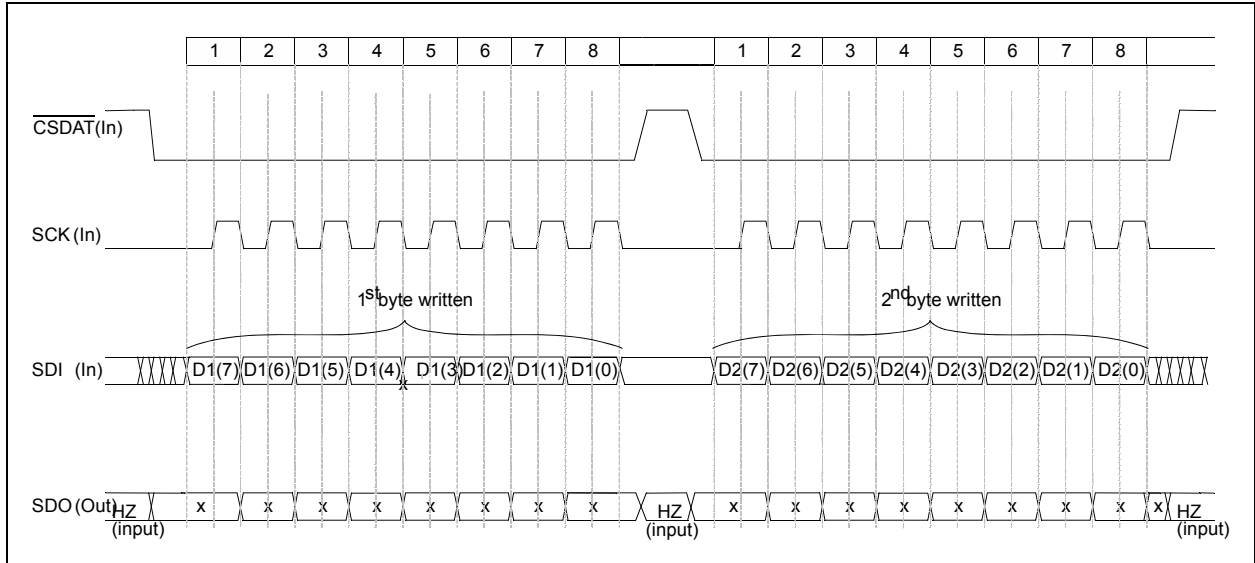 1 2 3 4 5 6 7 8 1 2 3 4 5 6 7 8
CSDAT(In)
SCK (In)
1st byte written 2nd byte written
SDI (In) D1(7) D1(6) D1(5) D1(4) x D1(3) D1(2) D1(1) D1(0) D2(7) D2(6) D2(5) D2(4) D2(3) D2(2) D2(1) D2(0)
SDO (Out) HZ x x x x x x x x HZ x x x x x x x x x HZ
(input) (input) (input)